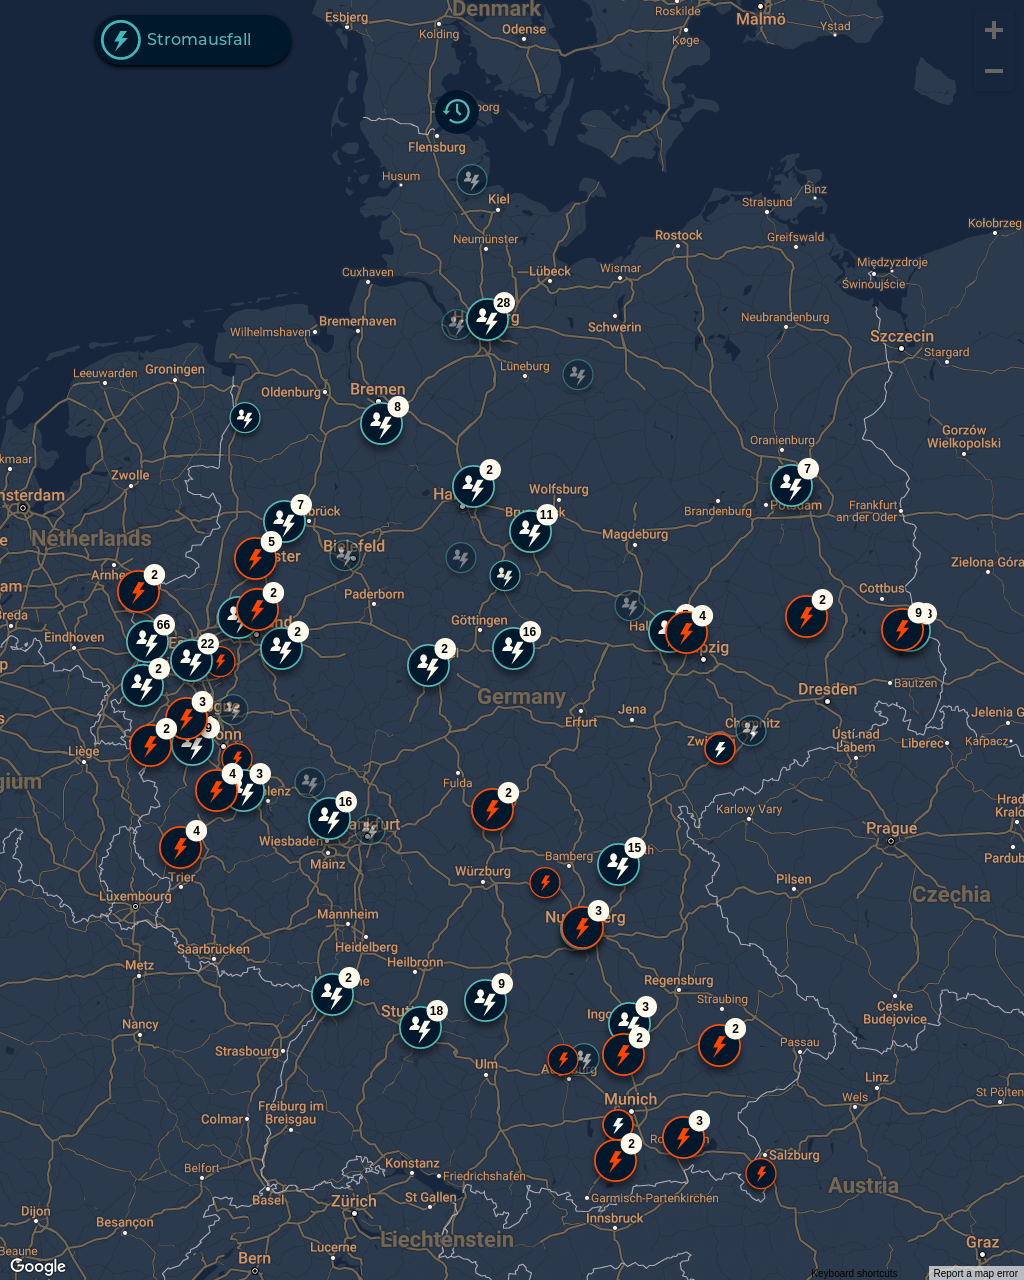 Denmark
Esbjerg
Kolding
Odense
Roskilde
Malmö
Ystad
Køge
Stromausfall
Flensburg
Husum
Kiel
Neumünster
Stralsund
Binz
Greifswald
Rostock
Kołobrzeg
Cuxhaven
Lübeck
Wismar
Międzyzdroje
Świnoujście
28
Wilhelmshaven
Bremerhaven
Schwerin
Neubrandenburg
Szczecin
Stargard
Leeuwarden
Groningen
Lüneburg
Oldenburg
Bremen
8
Gorzów
Wielkopolski
Oranienburg
Zwolle
2
7
Wolfsburg
Potsdam
Brandenburg
Frankfurt
an der Oder
7
11
Netherlands
5
Bielefeld
Magdeburg
Zielona Góra
2
Paderborn
2
Cottbus
2
9
Eindhoven
66
22
2
2
Göttingen
16
2
4
Germany
Dresden
Bautzen
3
2
9
Erfurt
Jena
Chemnitz
Ústí nad
Labem
Liberec
Jelenia G
Karpacz
Liège
4
3
Fulda
2
Karlovy Vary
Prague
16
Wiesbaden
Mainz
4
Trier
Luxembourg
Würzburg
Bamberg
15
Pilsen
Czechia
3
Mannheim
Heidelberg
Saarbrücken
Metz
Heilbronn
2
9
18
Regensburg
Straubing
3
2
2
Ceske
Budejovice
Nancy
Strasbourg
Ulm
Passau
Linz
Wels
St Pölten
Munich
Colmar
Freiburg im
Breisgau
3
2
Salzburg
Belfort
Konstanz
Friedrichshafen
Austria
Basel
Zürich
St Gallen
Garmisch-Partenkirchen
Innsbruck
Dijon
Besançon
Liechtenstein
Lucerne
Bern
Graz
Beaune
Google
Keyboard shortcuts
Report a map error